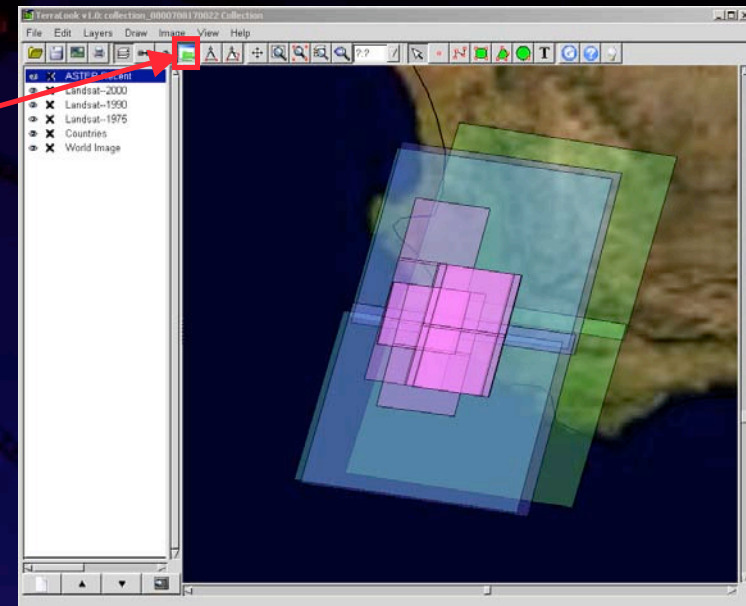 TerraLook v1.0: collection_0000700170022 Collection
File Edit Layers Draw Image View Help
?.?
T
ASTER Recent
Landsat--2000
Landsat--1990
Landsat--1975
Countries
World Image